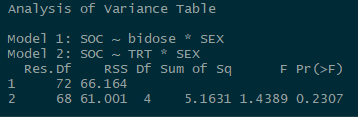 Analysis of Variance Table
Model 1: SOC ~ bidose * SEX
Model 2: SOC ~ TRT * SEX
Res.Df RSS Df Sum of Sq F Pr(>F)
1 72 66.164
2 68 61.001 4 5.1631 1.4389 0.2307